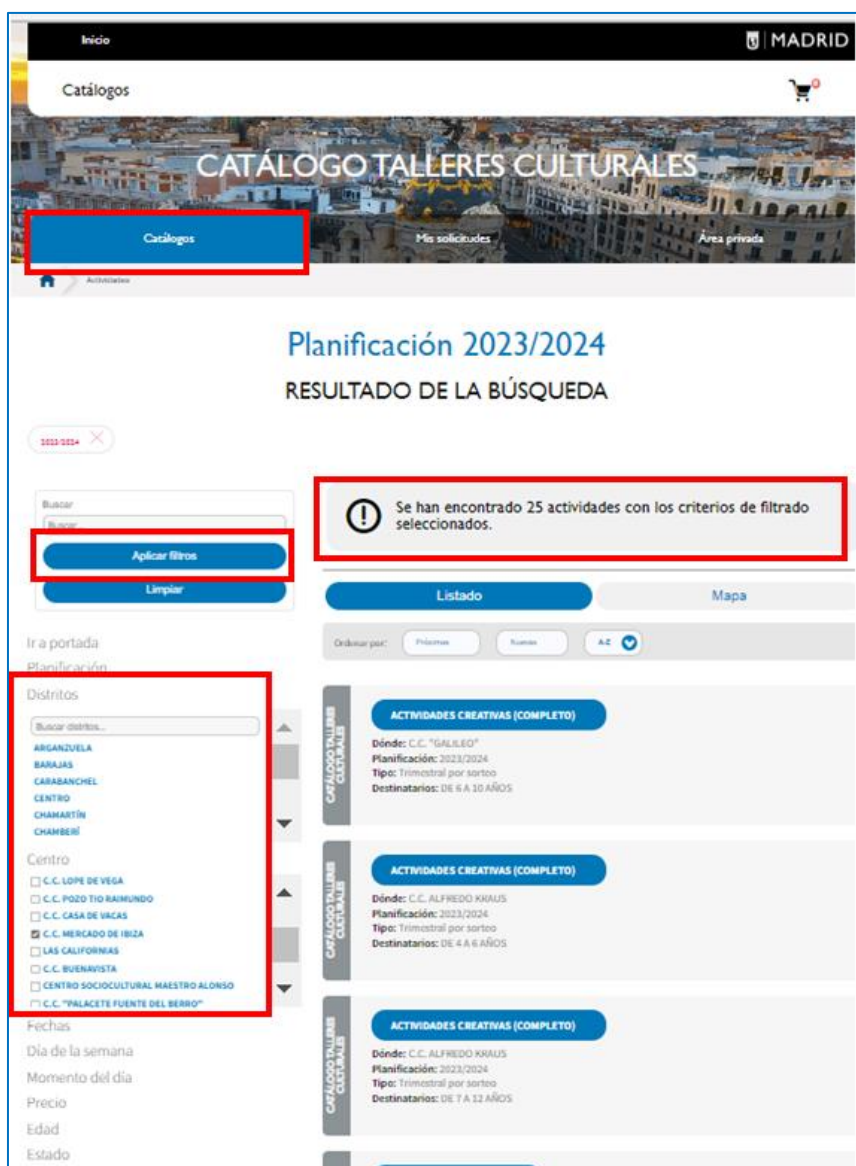 Inicio
MADRID
Catálogos
0
CATÁLOGO TALLERES CULTURALES
Catálogos
Mis solicitudes
Área privada
Actividades
Planificación 2023/2024
RESULTADO DE LA BÚSQUEDA
2023/2024
Buscar
Buscar...
Aplicar filtros
Limpiar
Se han encontrado 25 actividades con los criterios de filtrado
seleccionados.
Listado
Mapa
Ordenar por:
Próximas
Nuevas
A-Z
Ir a portada
Planificación
Distritos
Buscar distritos...
ARGANZUELA
BARAJAS
CARABANCHEL
CENTRO
CHAMARTÍN
CHAMBERÍ
Centro
C.C. LOPE DE VEGA
C.C. POZO TIO RAIMUNDO
C.C. CASA DE VACAS
C.C. MERCADO DE IBIZA
LAS CALIFORNIAS
C.C. BUENAVISTA
CENTRO SOCIOCULTURAL MAESTRO ALONSO
C.C. "PALACETE FUENTE DEL BERRO"
Fechas
Día de la semana
Momento del día
Precio
Edad
Estado
CATÁLOGO TALLERES
CULTURALES
ACTIVIDADES CREATIVAS (COMPLETO)
Dónde: C.C. "GALILEO"
Planificación: 2023/2024
Tipo: Trimestral por sorteo
Destinatarios: DE 6 A 10 AÑOS
CATÁLOGO TALLERES
CULTURALES
ACTIVIDADES CREATIVAS (COMPLETO)
Dónde: C.C. ALFREDO KRAUS
Planificación: 2023/2024
Tipo: Trimestral por sorteo
Destinatarios: DE 4 A 6 AÑOS
CATÁLOGO TALLERES
CULTURALES
ACTIVIDADES CREATIVAS (COMPLETO)
Dónde: C.C. ALFREDO KRAUS
Planificación: 2023/2024
Tipo: Trimestral por sorteo
Destinatarios: DE 7 A 12 AÑOS